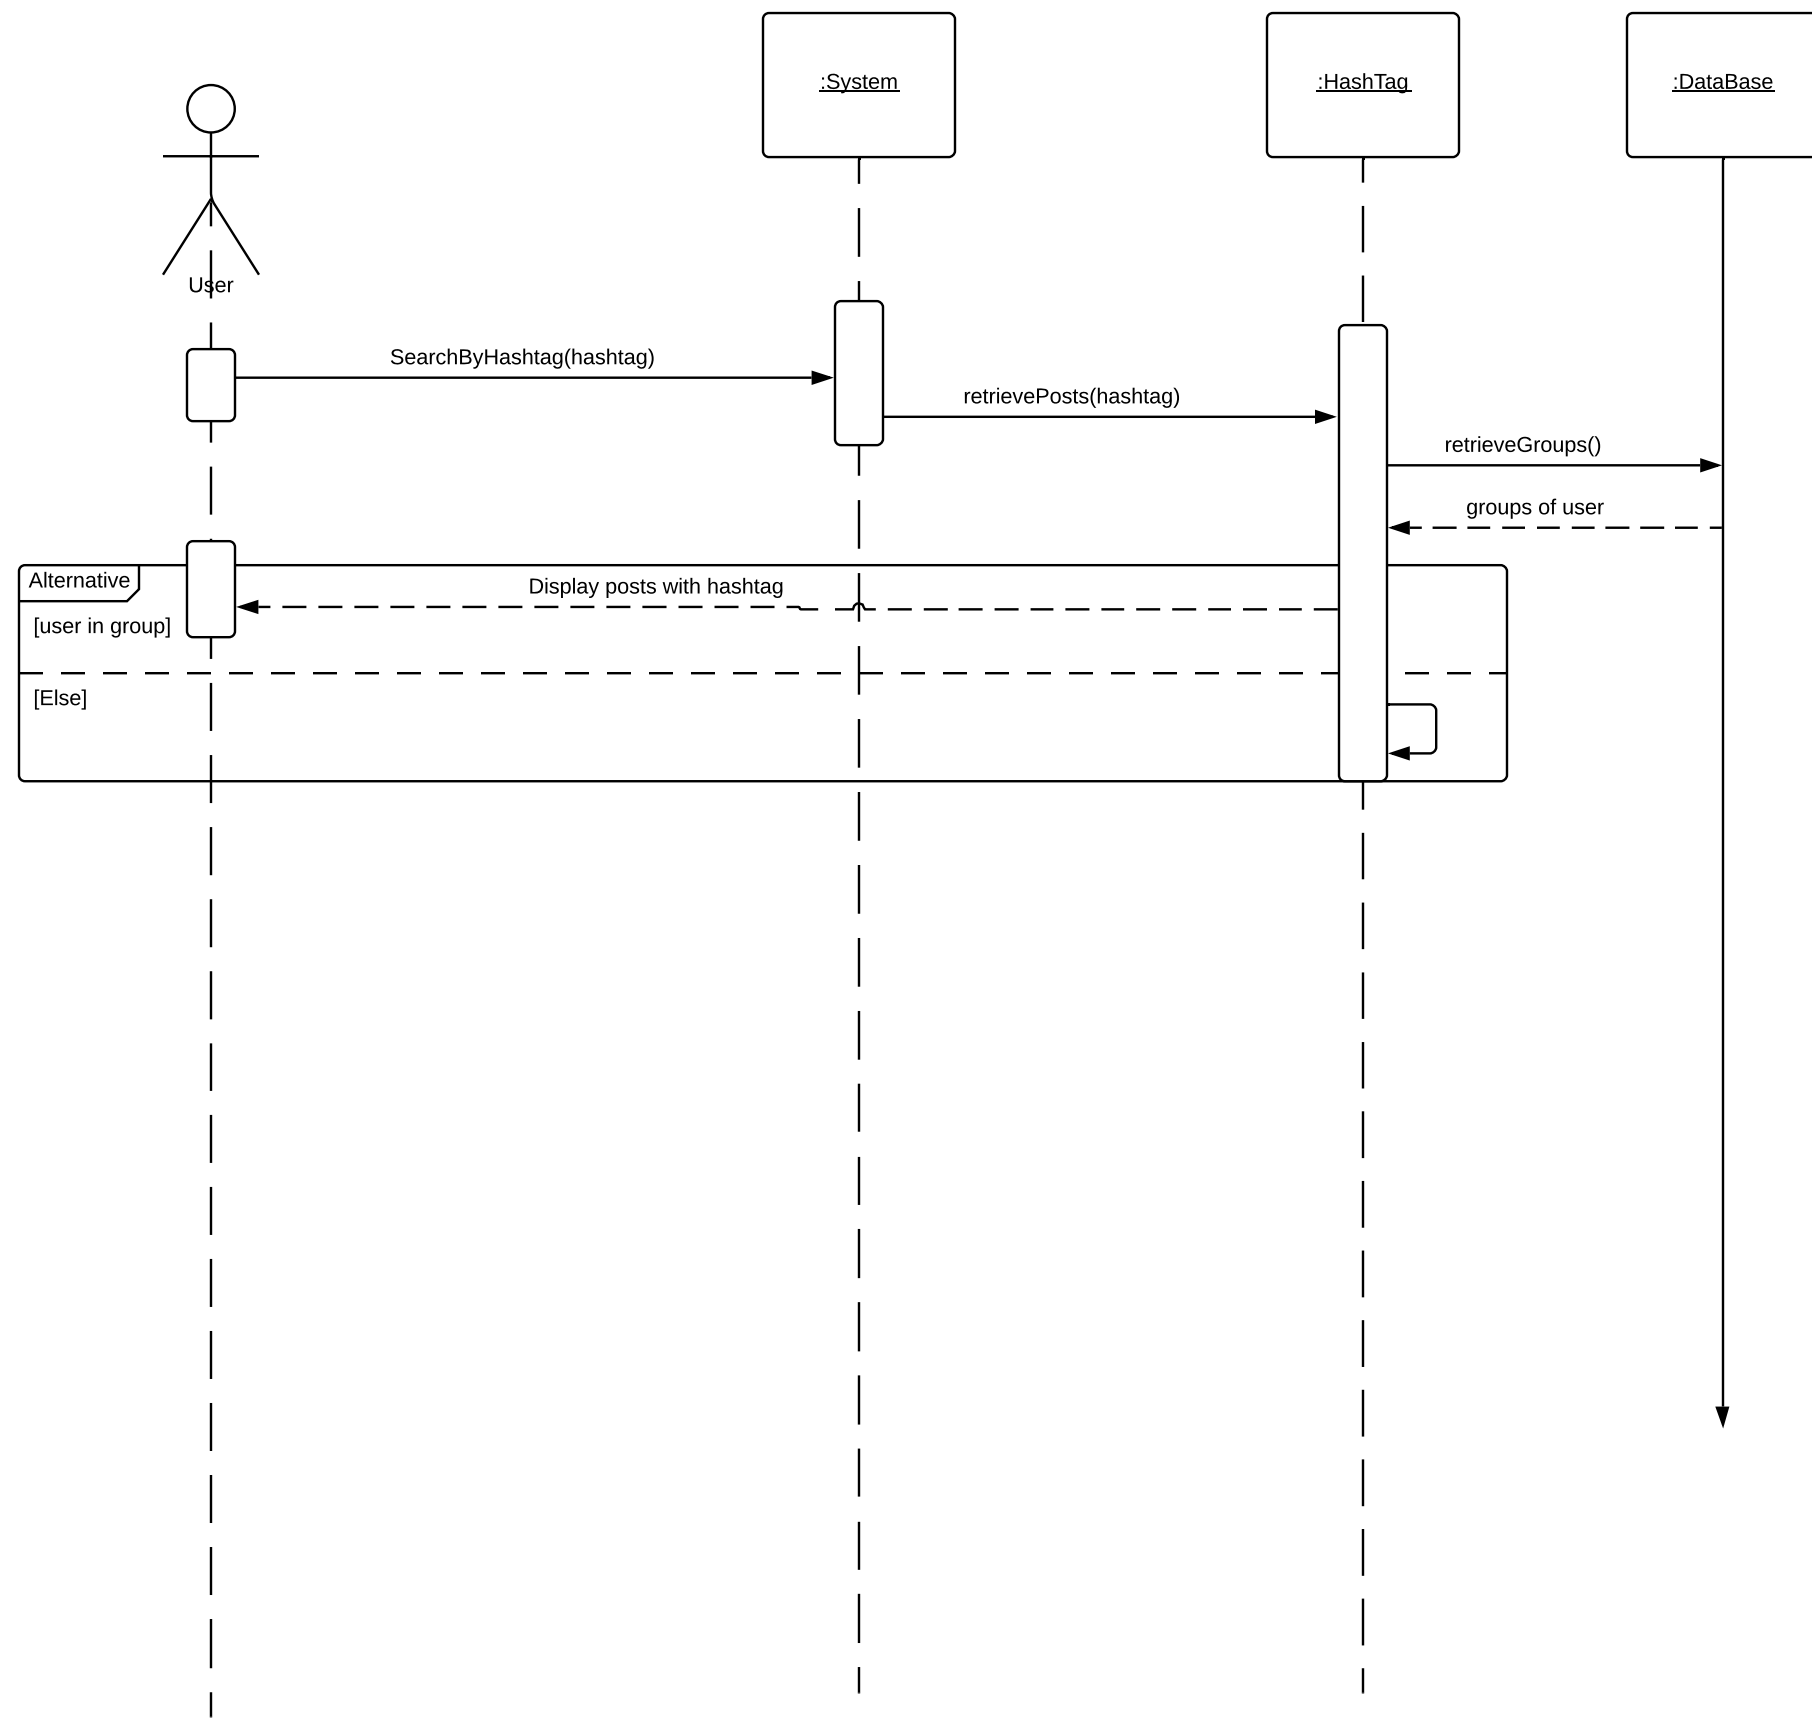 :System
:HashTag
:DataBase
User
SearchByHashtag(hashtag)
retrievePosts(hashtag)
retrieveGroups()
groups of user
Alternative
Display posts with hashtag
[user in group]
[Else]